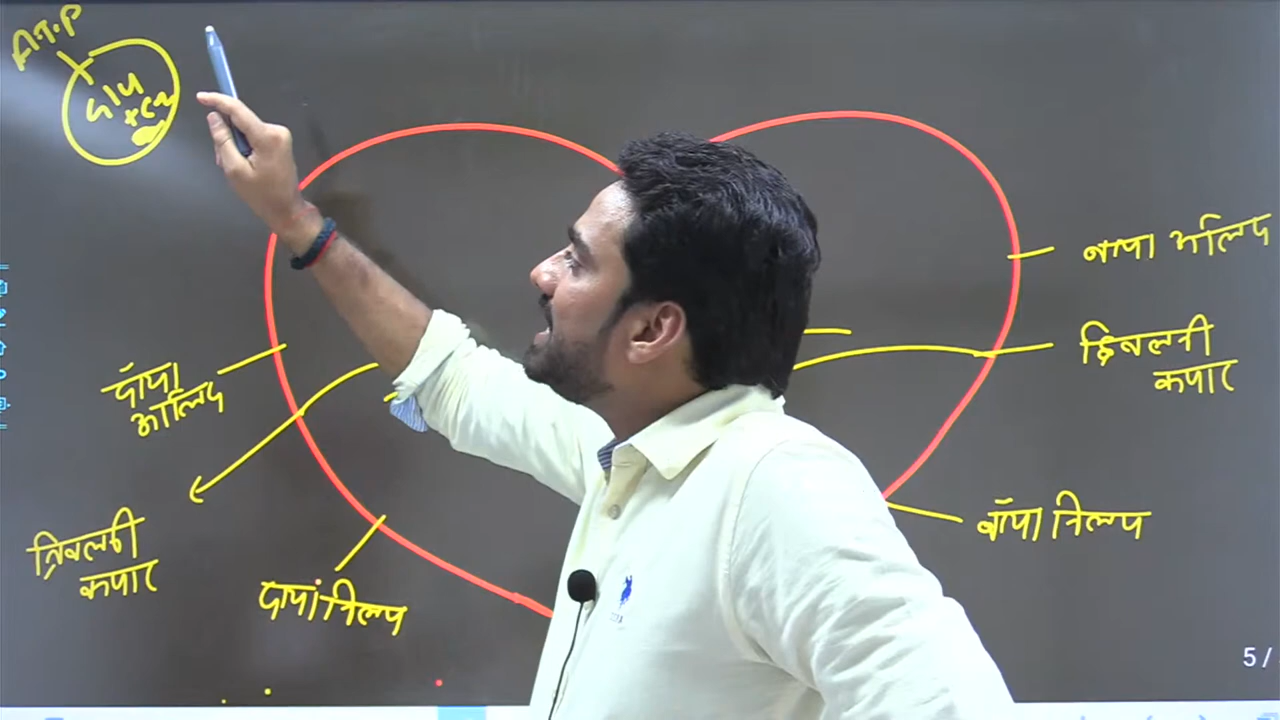 A.T.P
बायां अलिंद
द्विवलनी
कपाट
दाँया
अलिंद
बाँया निलय
त्रिवलनी
कपाट
दायां निलय
5/